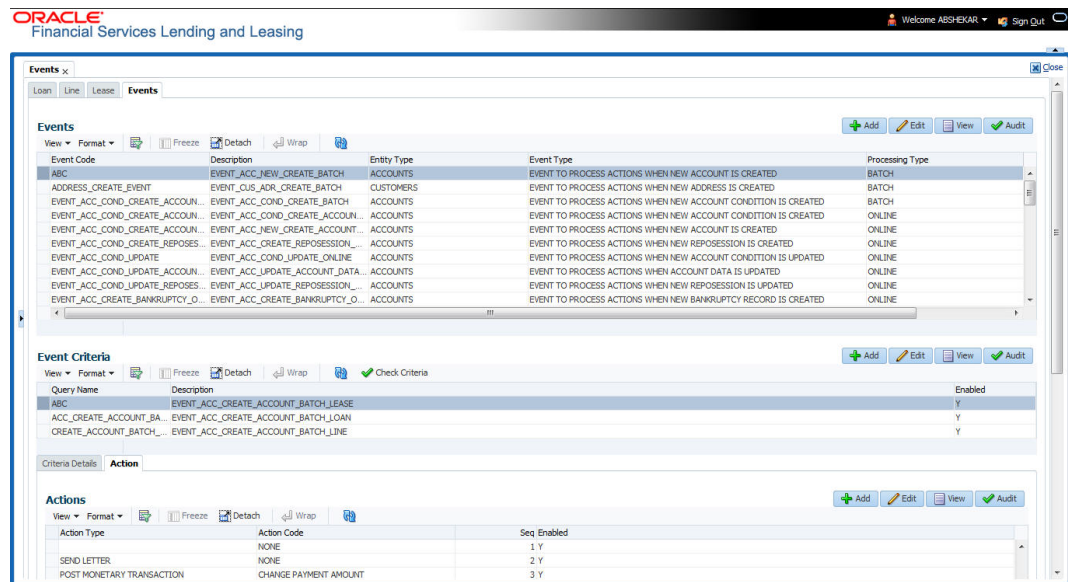 ORACLE®
Financial Services Lending and Leasing
Welcome ABSHEKAR Sign Out
Events x
Close
Loan Line Lease Events
Events
Add Edit View Audit
View Format Freeze Detach Wrap
Event Code Description Entity Type Event Type Processing Type
ABC EVENT_ACC_NEW_CREATE_BATCH ACCOUNTS EVENT TO PROCESS ACTIONS WHEN NEW ACCOUNT IS CREATED BATCH
ADDRESS_CREATE_EVENT EVENT_CUS_ADR_CREATE_BATCH CUSTOMERS EVENT TO PROCESS ACTIONS WHEN NEW ADDRESS IS CREATED BATCH
EVENT_ACC_COND_CREATE_ACCOUN... EVENT_ACC_COND_CREATE_BATCH ACCOUNTS EVENT TO PROCESS ACTIONS WHEN NEW ACCOUNT CONDITION IS CREATED BATCH
EVENT_ACC_COND_CREATE_ACCOUN... EVENT_ACC_COND_CREATE_ACCOUN... ACCOUNTS EVENT TO PROCESS ACTIONS WHEN NEW ACCOUNT CONDITION IS CREATED ONLINE
EVENT_ACC_COND_CREATE_ACCOUN... EVENT_ACC_NEW_CREATE_ACCOUNT... ACCOUNTS EVENT TO PROCESS ACTIONS WHEN NEW ACCOUNT IS CREATED ONLINE
EVENT_ACC_COND_CREATE_REPOSES... EVENT_ACC_CREATE_REPOSESSION_... ACCOUNTS EVENT TO PROCESS ACTIONS WHEN NEW REPOSESSION IS CREATED ONLINE
EVENT_ACC_COND_UPDATE EVENT_ACC_COND_UPDATE_ONLINE ACCOUNTS EVENT TO PROCESS ACTIONS WHEN NEW ACCOUNT CONDITION IS UPDATED ONLINE
EVENT_ACC_COND_UPDATE_ACCOUN... EVENT_ACC_UPDATE_ACCOUNT_DATA... ACCOUNTS EVENT TO PROCESS ACTIONS WHEN ACCOUNT DATA IS UPDATED ONLINE
EVENT_ACC_COND_UPDATE_REPOSES... EVENT_ACC_UPDATE_REPOSESSION_... ACCOUNTS EVENT TO PROCESS ACTIONS WHEN NEW REPOSESSION IS UPDATED ONLINE
EVENT_ACC_CREATE_BANKRUPTCY_O... EVENT_ACC_CREATE_BANKRUPTCY_O... ACCOUNTS EVENT TO PROCESS ACTIONS WHEN NEW BANKRUPTCY RECORD IS CREATED ONLINE
Event Criteria
Add Edit View Audit
View Format Freeze Detach Wrap Check Criteria
Query Name Description Enabled
ABC EVENT_ACC_CREATE_ACCOUNT_BATCH_LEASE Y
ACC_CREATE_ACCOUNT_BA... EVENT_ACC_CREATE_ACCOUNT_BATCH_LOAN Y
CREATE_ACCOUNT_BATCH_... EVENT_ACC_CREATE_ACCOUNT_BATCH_LINE Y
Criteria Details Action
Actions
Add Edit View Audit
View Format Freeze Detach Wrap
Action Type Action Code Seq Enabled
NONE 1 Y
SEND LETTER NONE 2 Y
POST MONETARY TRANSACTION CHANGE PAYMENT AMOUNT 3 Y